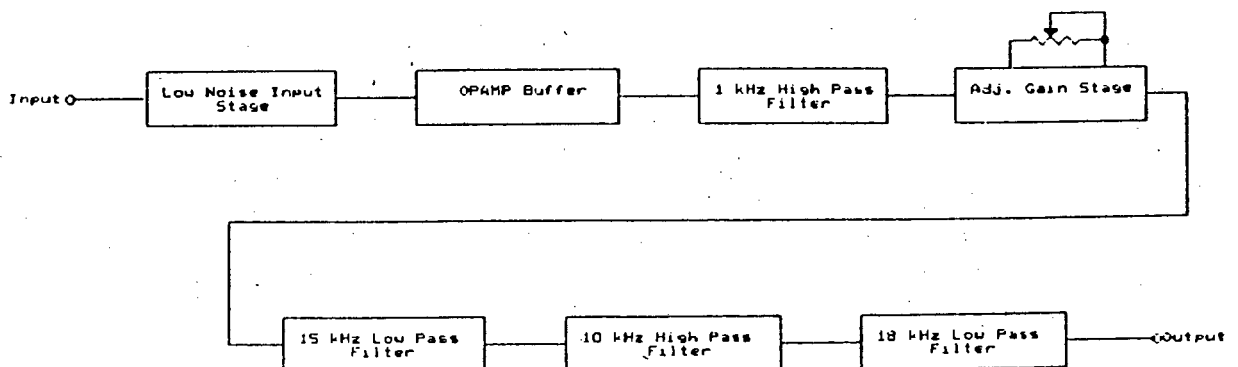 Input
Low Noise Input
Stage
OPAMP Buffer
1 kHz High Pass
Filter
Adj. Gain Stage
15 kHz Low Pass
Filter
10 kHz High Pass
Filter
18 kHz Low Pass
Filter
Output